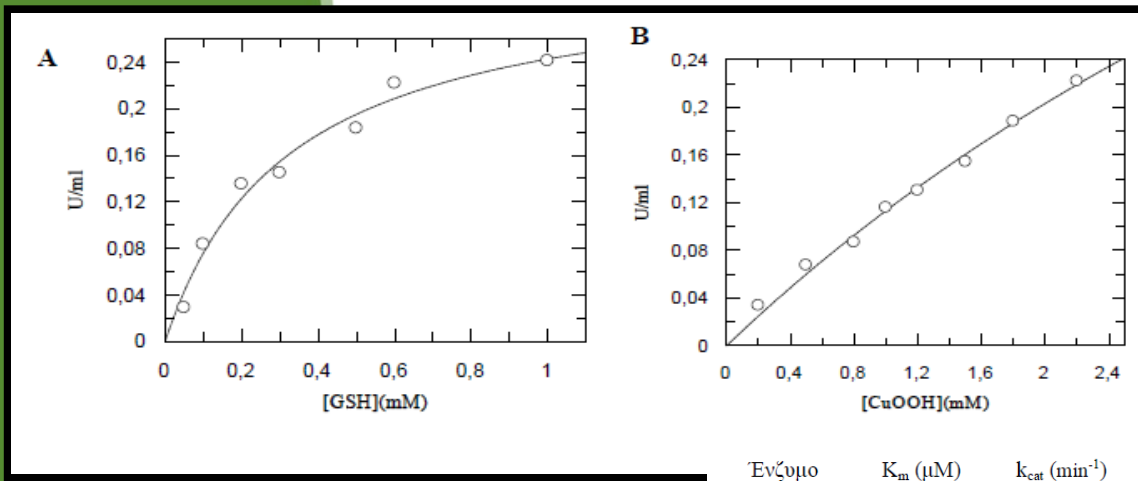 A
0,24
0,2
0,16
0,12
0,08
0,04
0
U/ml
0 0,2 0,4 0,6 0,8 1
[GSH](mM)
B
0,24
0,20
0,16
0,12
0,08
0,04
0
U/ml
0 0,4 0,8 1,2 1,6 2 2,4
[CuOOH](mM)
Ένζυμο Km (μM) kcat (min-1)